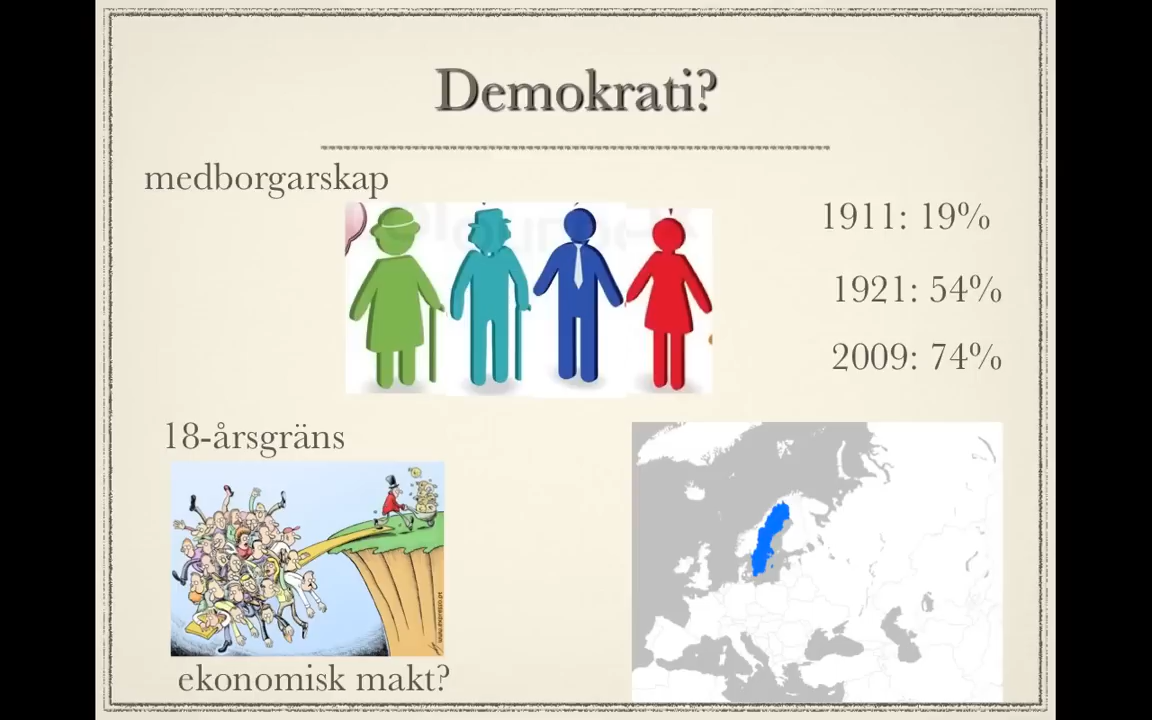 Demokrati?
medborgarskap
1911: 19%
1921: 54%
2009: 74%
18-årsgräns
ekonomisk makt?